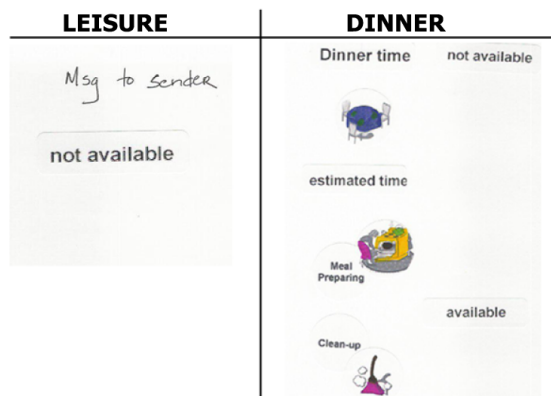 LEISURE
Msg to sender
not available
DINNER
Dinner time not available
estimated time
Meal
Preparing
available
Clean-up